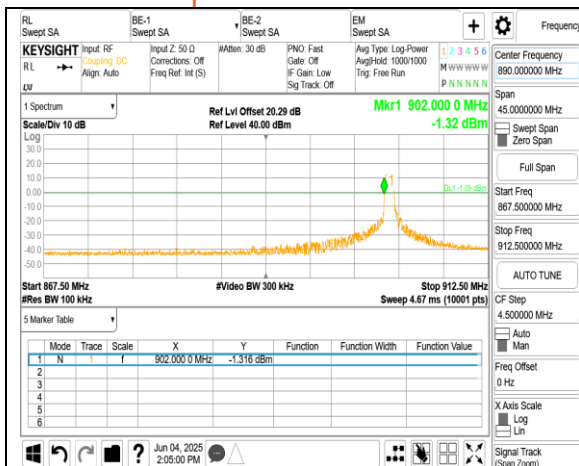 RL
Swept SA
BE-1
Swept SA
BE-2
Swept SA
EM
Swept SA
+
Frequency
KEYSIGHT
RL
Input: RF
Coupling: DC
Align: Auto
Input Z: 50 Ω
Corrections: Off
Freq Ref: Int (S)
#Atten: 30 dB
PNO: Fast
Gate: Off
IF Gain: Low
Sig Track: Off
Avg Type: Log-Power
Avg|Hold: 1000/1000
Trig: Free Run
1 2 3 4 5 6
M W W W W W
P N N N N N
1 Spectrum
Scale/Div 10 dB
Ref Lvl Offset 20.29 dB
Ref Level 40.00 dBm
Mkr1 902.000 0 MHz
-1.32 dBm
Log
30.0
20.0
10.0
0.00
-10.0
-20.0
-30.0
-40.0
-50.0
1
DL1 -1.09 dBm
Start 867.50 MHz
#Res BW 100 kHz
#Video BW 300 kHz
Stop 912.50 MHz
Sweep 4.67 ms (10001 pts)
5 Marker Table
Mode Trace Scale X Y Function Function Width Function Value
1 N 1 f 902.000 0 MHz -1.316 dBm
2
3
4
5
6
?
Jun 04, 2025
2:05:00 PM
Center Frequency
890.000000 MHz
Span
45.0000000 MHz
Swept Span
Zero Span
Full Span
Start Freq
867.500000 MHz
Stop Freq
912.500000 MHz
AUTO TUNE
CF Step
4.500000 MHz
Auto
Man
Freq Offset
0 Hz
X Axis Scale
Log
Lin
Signal Track
(Span Zoom)